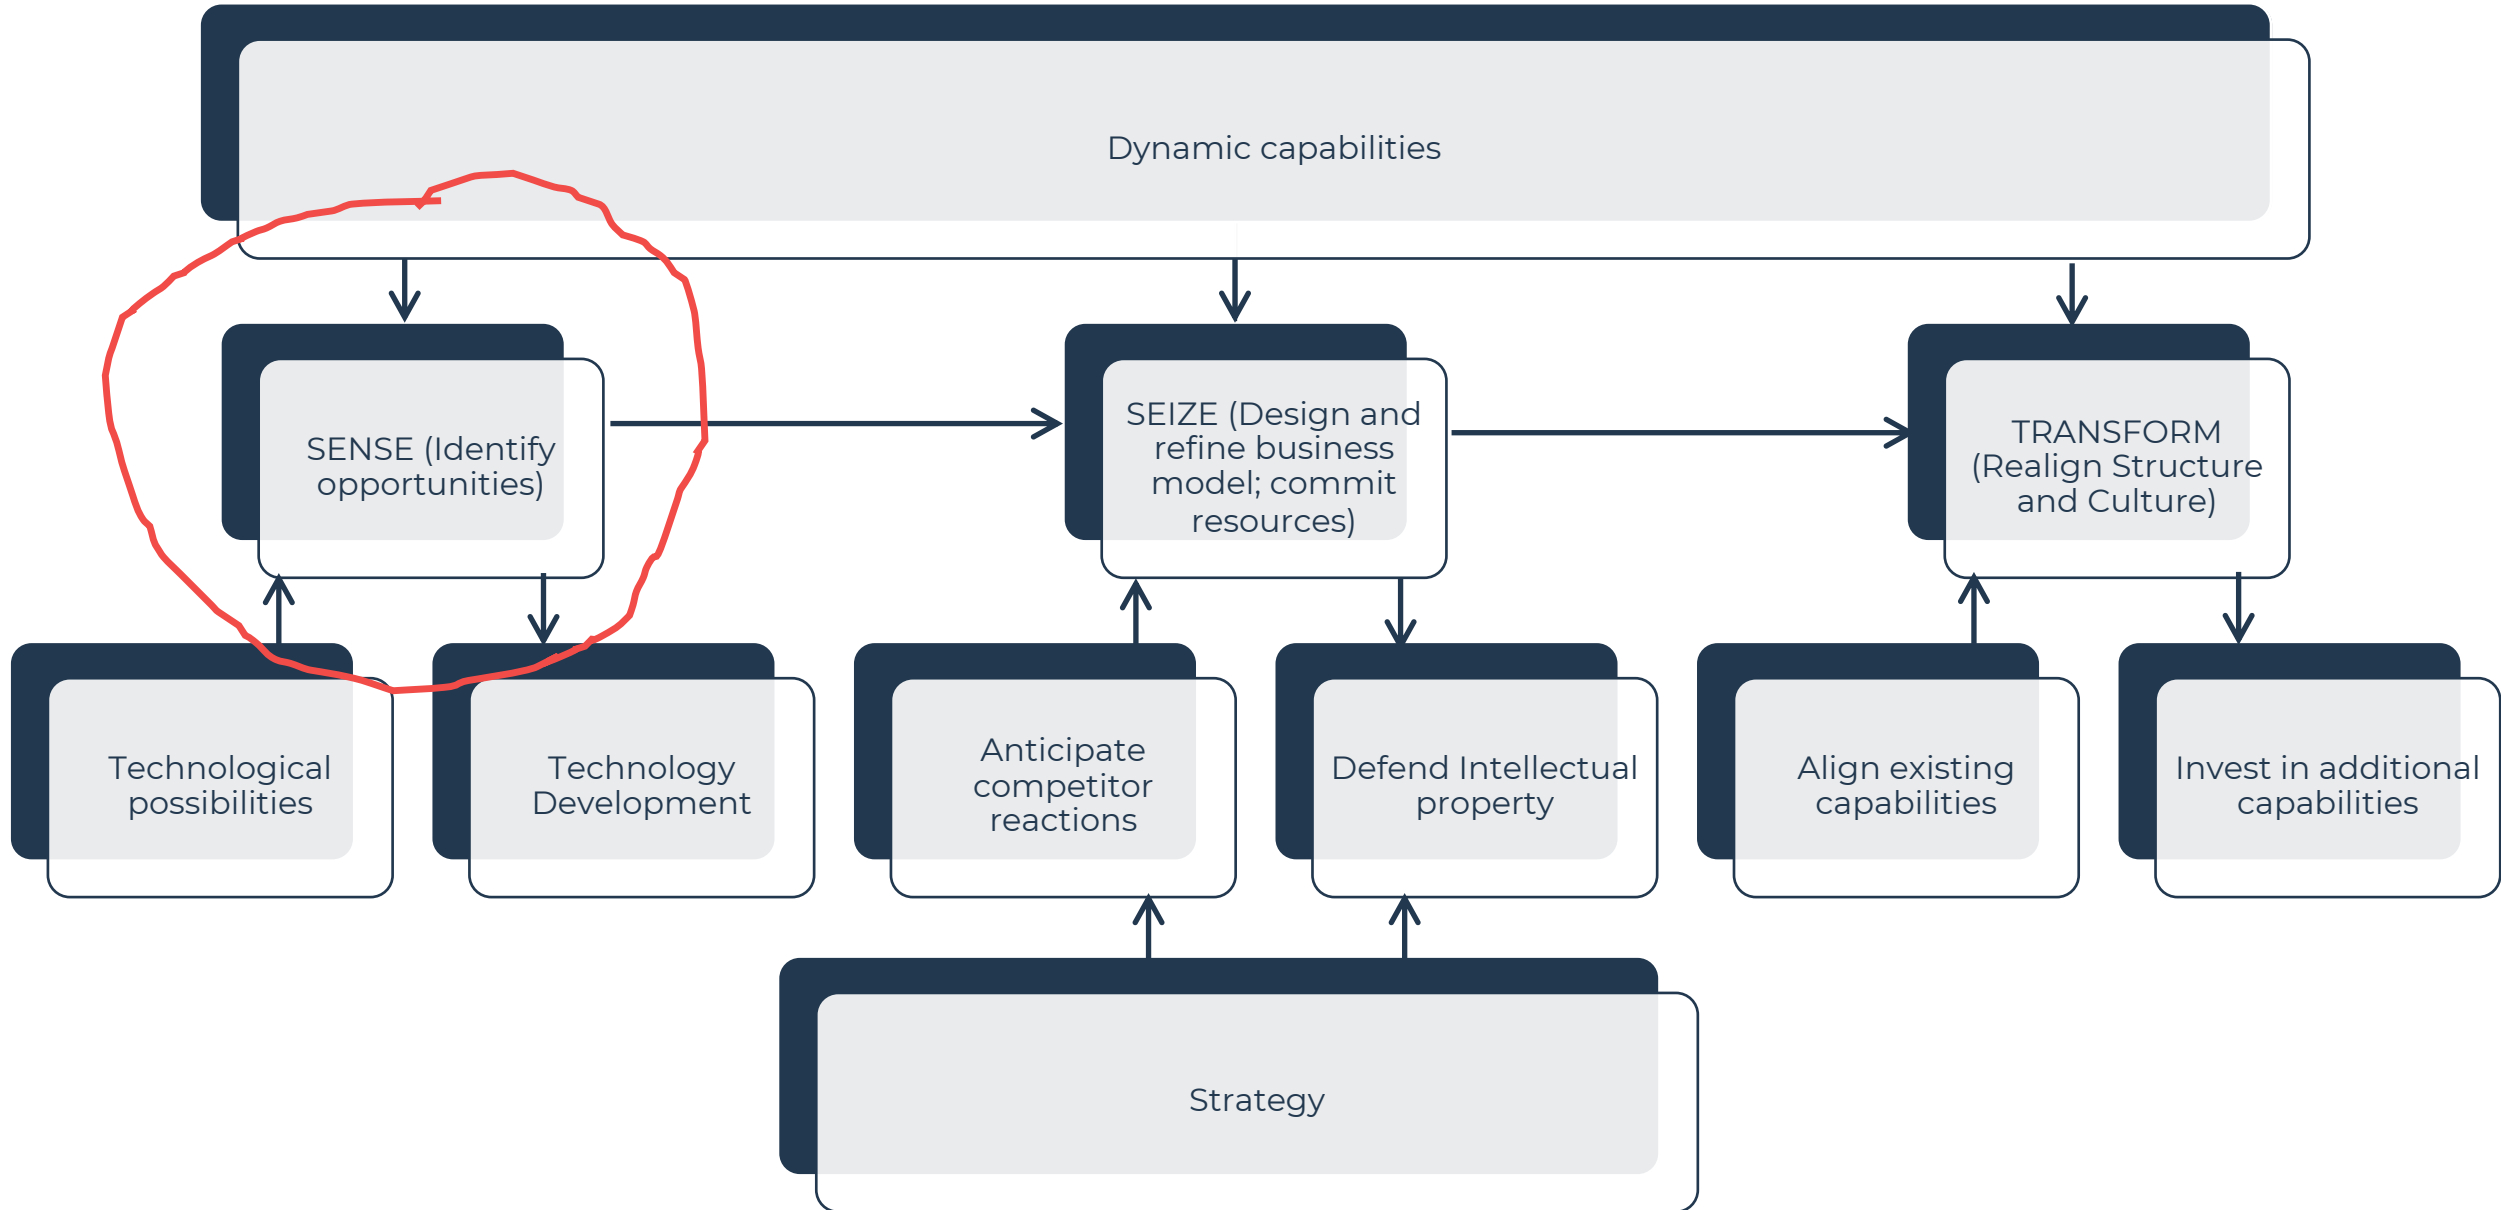 Dynamic capabilities
SENSE (Identify
opportunities)
SEIZE (Design and
refine business
model; commit
resources)
TRANSFORM
(Realign Structure
and Culture)
Technological
possibilities
Technology
Development
Anticipate
competitor
reactions
Defend Intellectual
property
Align existing
capabilities
Invest in additional
capabilities
Strategy